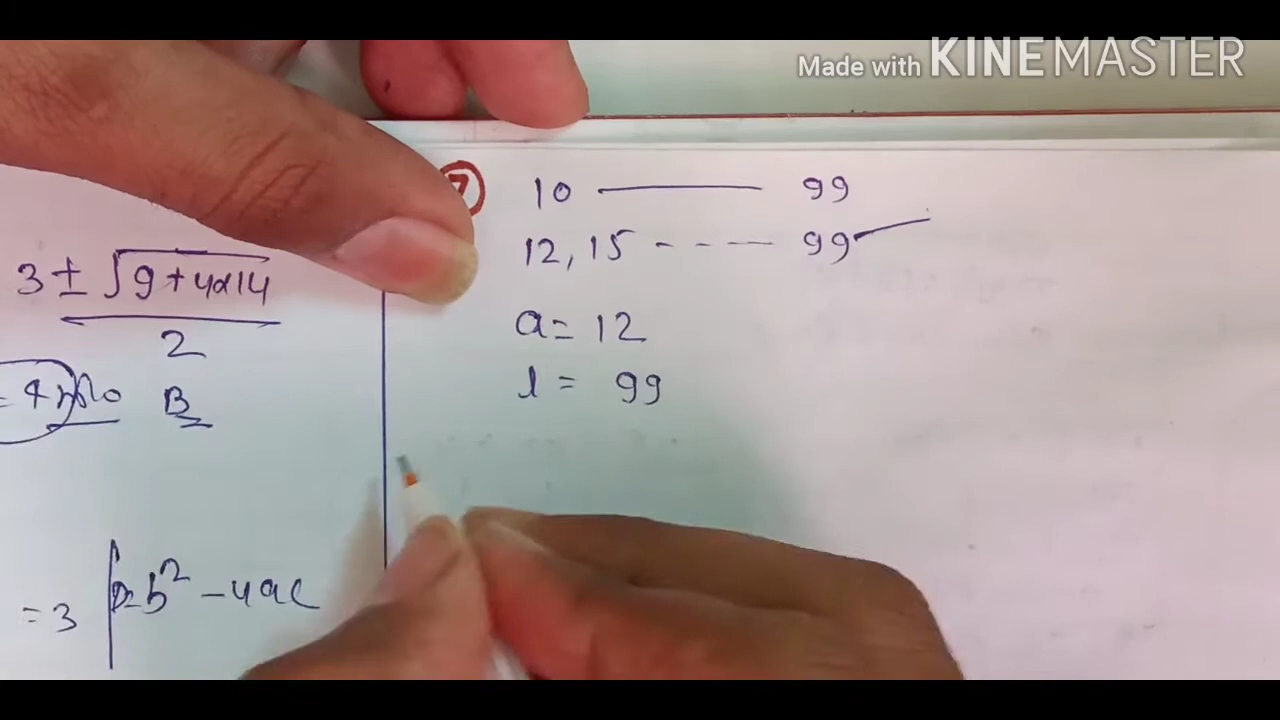 Made with KINEMASTER
7 10 — 99
12, 15 - - - — 99
a = 12
l = 99
3 ± √9 + 4×14
2
B
= 3
b² - 4ac